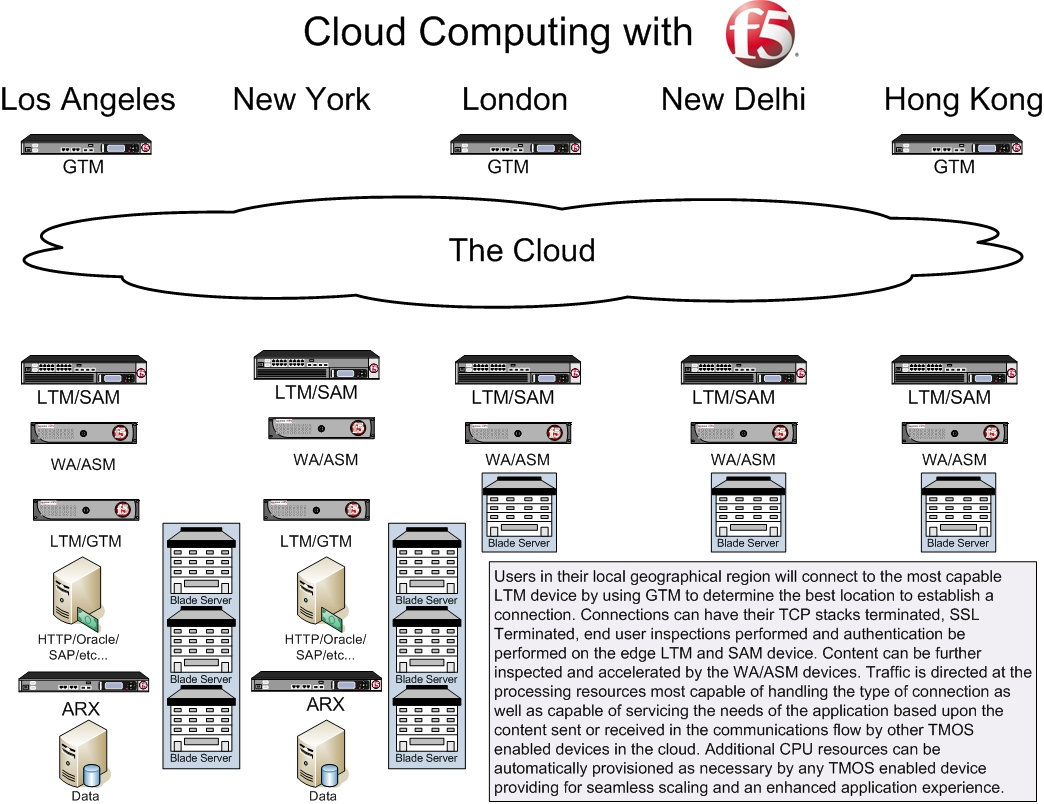 Cloud Computing with f5
Los Angeles New York London New Delhi Hong Kong
GTM GTM GTM
The Cloud
LTM/SAM LTM/SAM LTM/SAM LTM/SAM LTM/SAM
WA/ASM WA/ASM WA/ASM WA/ASM WA/ASM
Blade Server Blade Server Blade Server
LTM/GTM LTM/GTM
Blade Server Blade Server
HTTP/Oracle/ HTTP/Oracle/
SAP/etc... SAP/etc...
Blade Server Blade Server
ARX ARX
Blade Server Blade Server
Data Data
Users in their local geographical region will connect to the most capable
LTM device by using GTM to determine the best location to establish a
connection. Connections can have their TCP stacks terminated, SSL
Terminated, end user inspections performed and authentication be
performed on the edge LTM and SAM device. Content can be further
inspected and accelerated by the WA/ASM devices. Traffic is directed at the
processing resources most capable of handling the type of connection as
well as capable of servicing the needs of the application based upon the
content sent or received in the communications flow by other TMOS
enabled devices in the cloud. Additional CPU resources can be
automatically provisioned as necessary by any TMOS enabled device
providing for seamless scaling and an enhanced application experience.